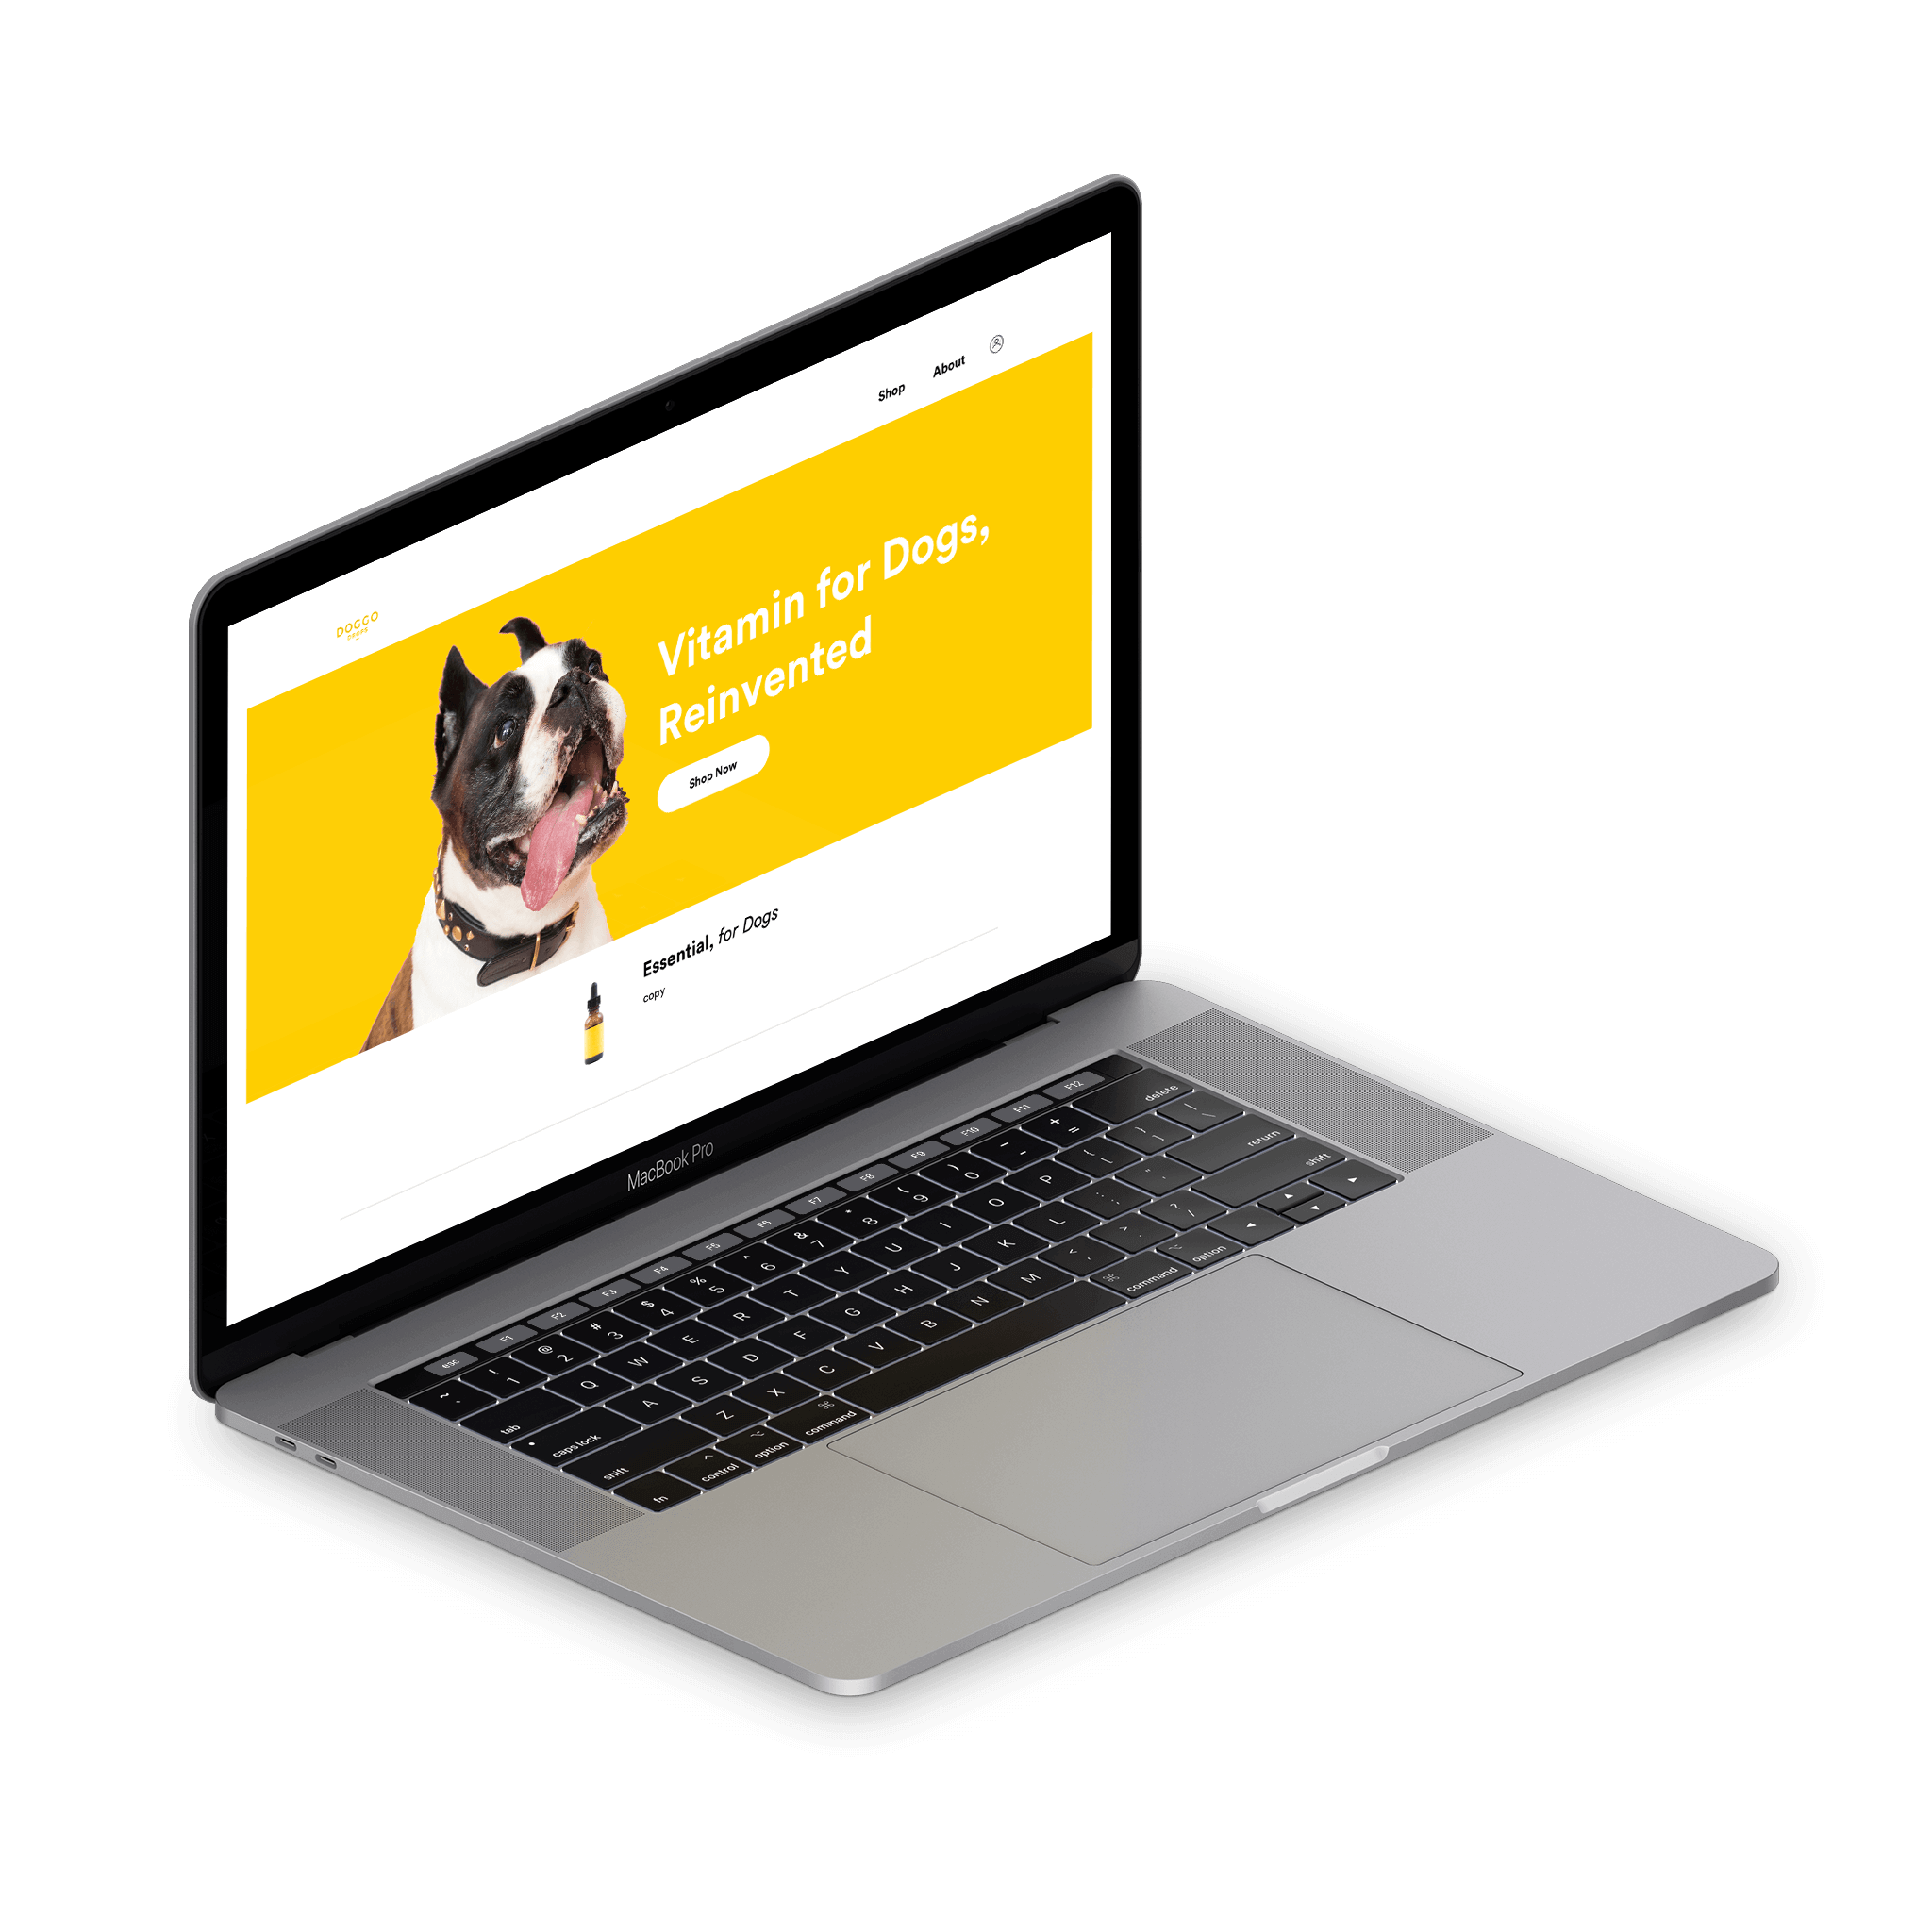 Shop About
DOGGO
DROPS
Vitamin for Dogs,
Reinvented
Shop Now
Essential, for Dogs
copy
MacBook Pro
esc F1 F2 F3 F4 F5 F6 F7 F8 F9 F10 F11 F12
~ ! @ # $ % ^ & * ( ) _ +
` 1 2 3 4 5 6 7 8 9 0 - = delete
tab Q W E R T Y U I O P { } |
[ ] \
caps lock A S D F G H J K L : "
; ' return
shift Z X C V B N M < > ?
, . / shift
fn control option command command option